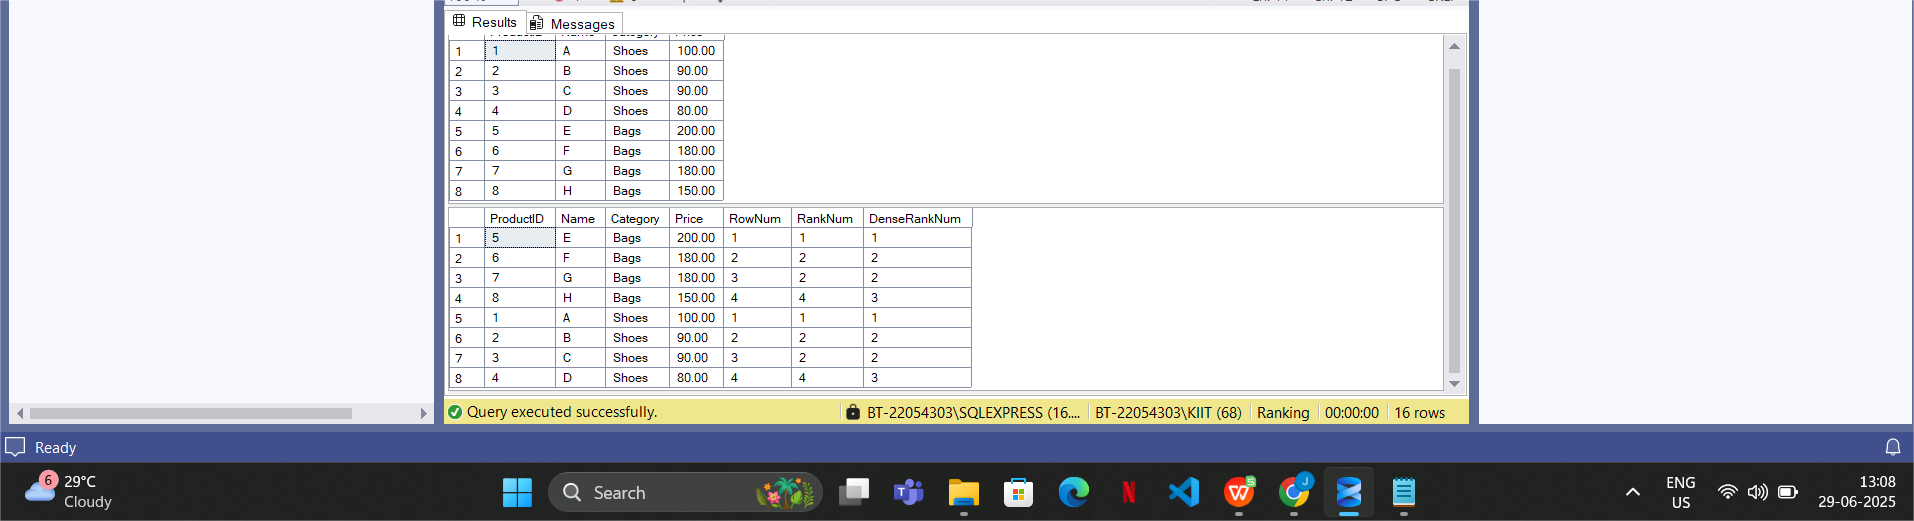 Results Messages
1 1 A Shoes 100.00
2 2 B Shoes 90.00
3 3 C Shoes 90.00
4 4 D Shoes 80.00
5 5 E Bags 200.00
6 6 F Bags 180.00
7 7 G Bags 180.00
8 8 H Bags 150.00
ProductID Name Category Price RowNum RankNum DenseRankNum
1 5 E Bags 200.00 1 1 1
2 6 F Bags 180.00 2 2 2
3 7 G Bags 180.00 3 2 2
4 8 H Bags 150.00 4 4 3
5 1 A Shoes 100.00 1 1 1
6 2 B Shoes 90.00 2 2 2
7 3 C Shoes 90.00 3 2 2
8 4 D Shoes 80.00 4 4 3
Query executed successfully. BT-22054303\SQLEXPRESS (16.... BT-22054303\KIIT (68) Ranking 00:00:00 16 rows
Ready
6 29°C
Cloudy
Search
ENG
US
13:08
29-06-2025